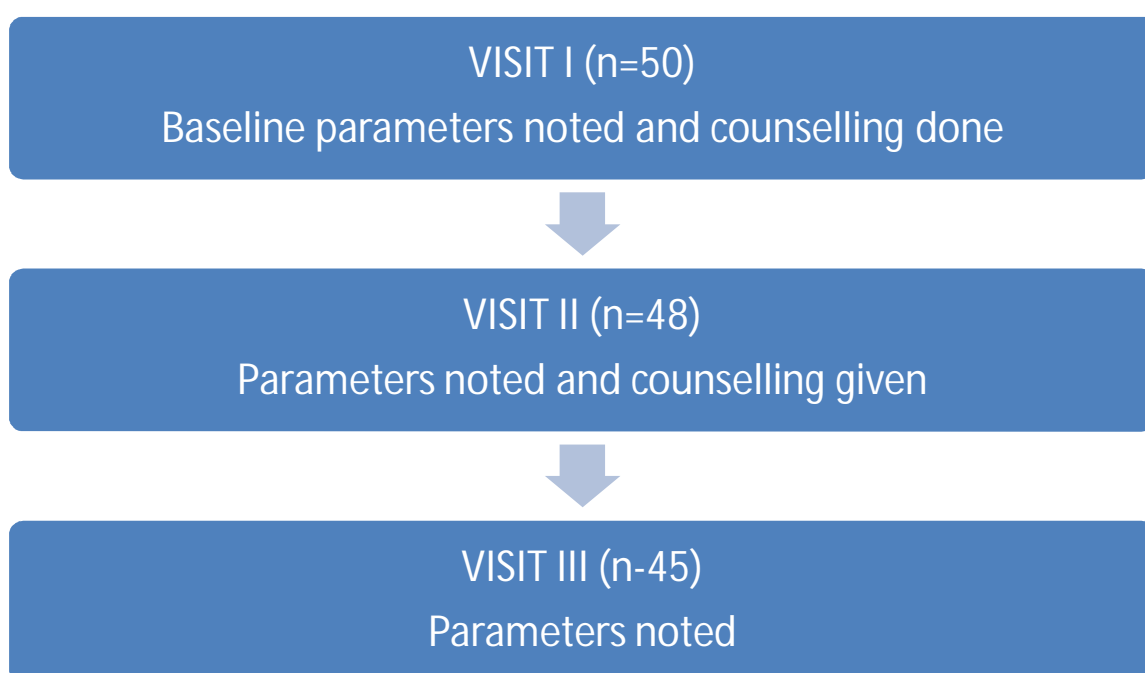 VISIT I (n=50)
Baseline parameters noted and counselling done
VISIT II (n=48)
Parameters noted and counselling given
VISIT III (n-45)
Parameters noted